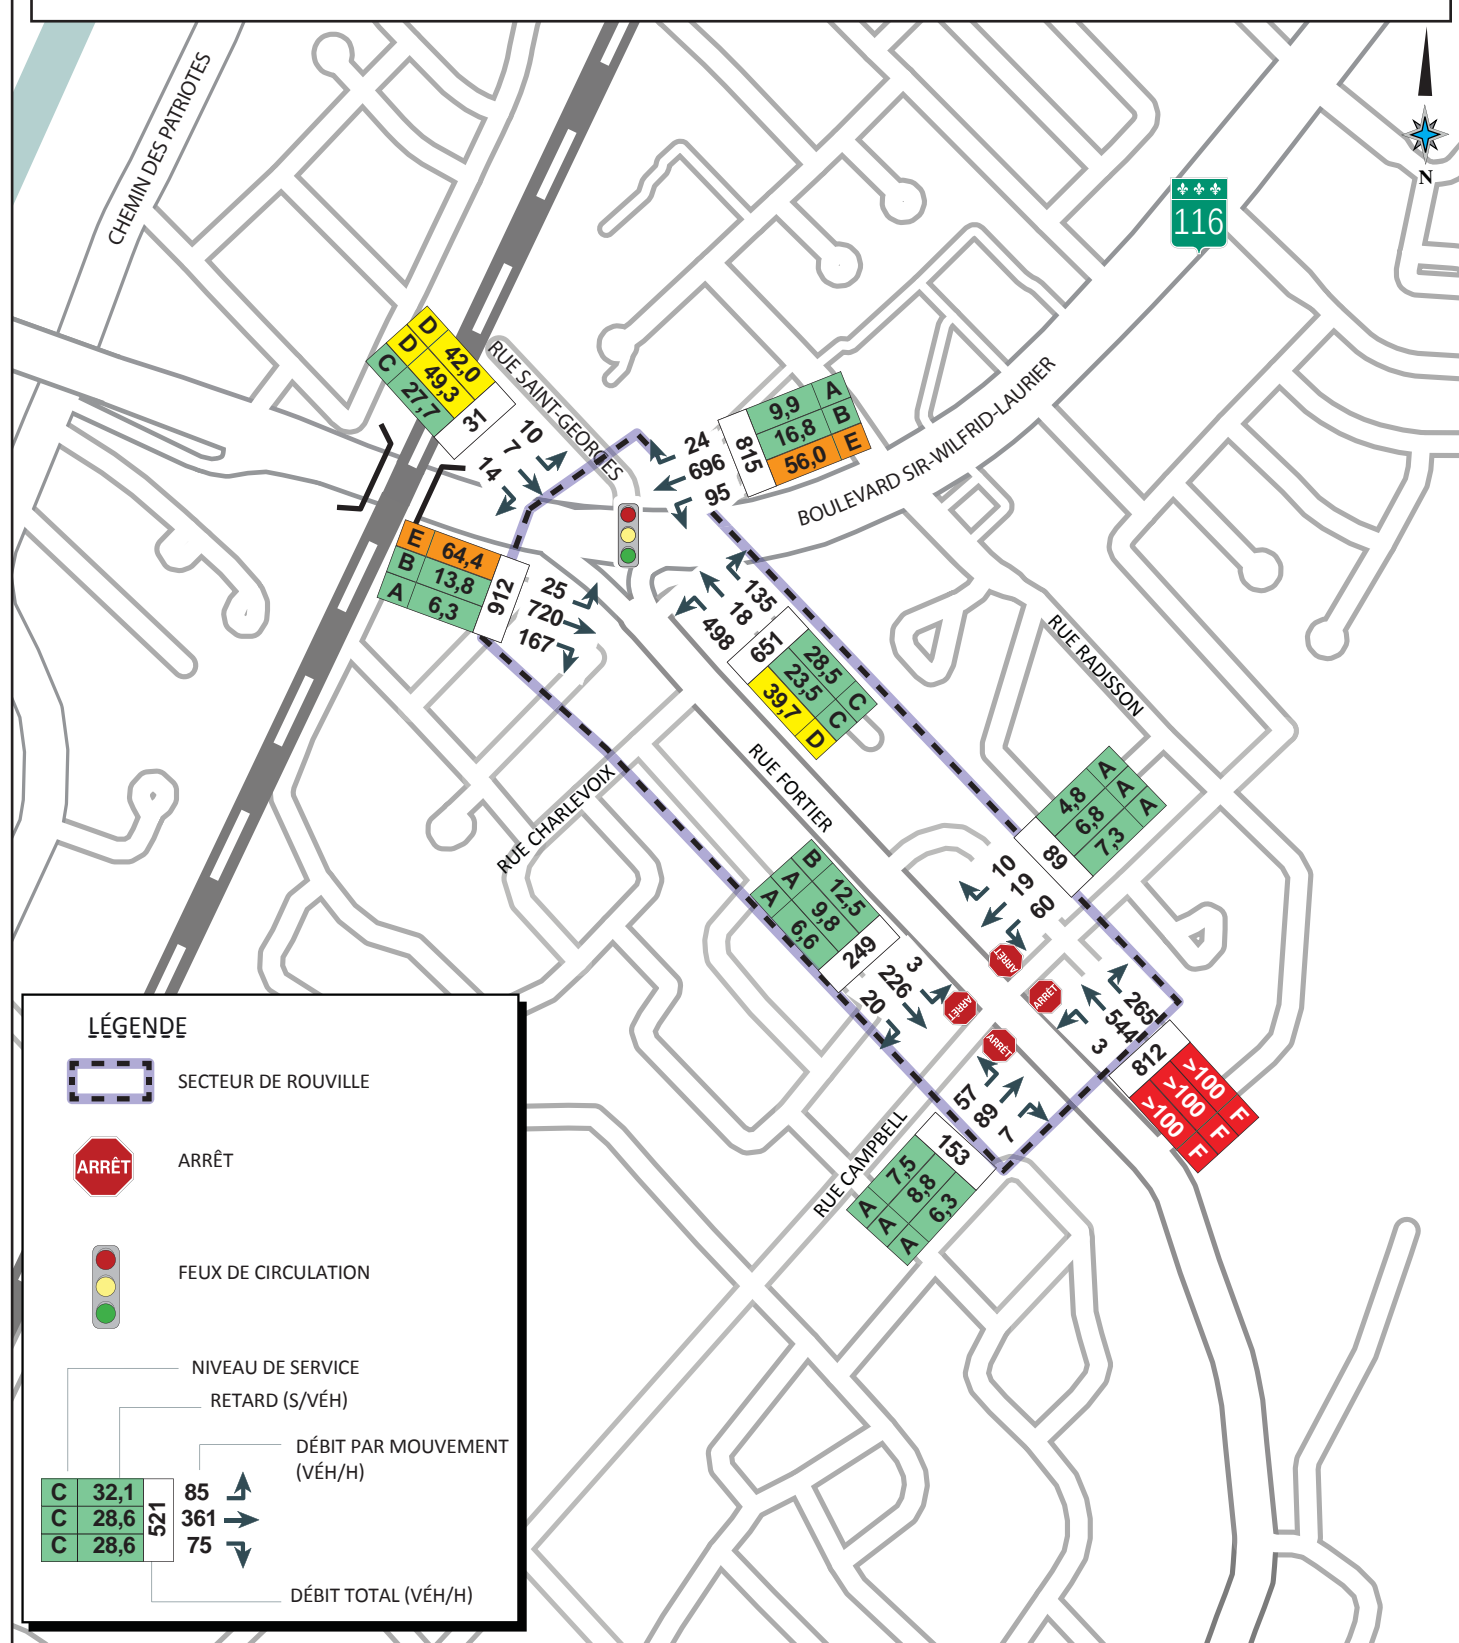 CHEMIN DES PATRIOTES
116
N
D 42,0
D 49,3
C 27,7
31
10
7
14
RUE SAINT-GEORGES
24
696
95
815
9,9 A
16,8 B
56,0 E
BOULEVARD SIR-WILFRID-LAURIER
E 64,4
B 13,8
A 6,3
912
25
720
167
135
18
498
651
28,5 C
23,5 C
39,7 D
RUE RADISSON
RUE FORTIER
RUE CHARLEVOIX
4,8 A
6,8 A
7,3 A
89
10
19
60
B 12,5
A 9,8
A 6,6
249
3
226
20
ARRÊT
ARRÊT
ARRÊT
ARRÊT
265
544
3
812
>100 F
>100 F
>100 F
57
89
7
153
A 7,5
A 8,8
A 6,3
RUE CAMPBELL
LÉGENDE
SECTEUR DE ROUVILLE
ARRÊT
ARRÊT
FEUX DE CIRCULATION
NIVEAU DE SERVICE
RETARD (S/VÉH)
DÉBIT PAR MOUVEMENT
(VÉH/H)
C 32,1
C 28,6
C 28,6
521
85
361
75
DÉBIT TOTAL (VÉH/H)